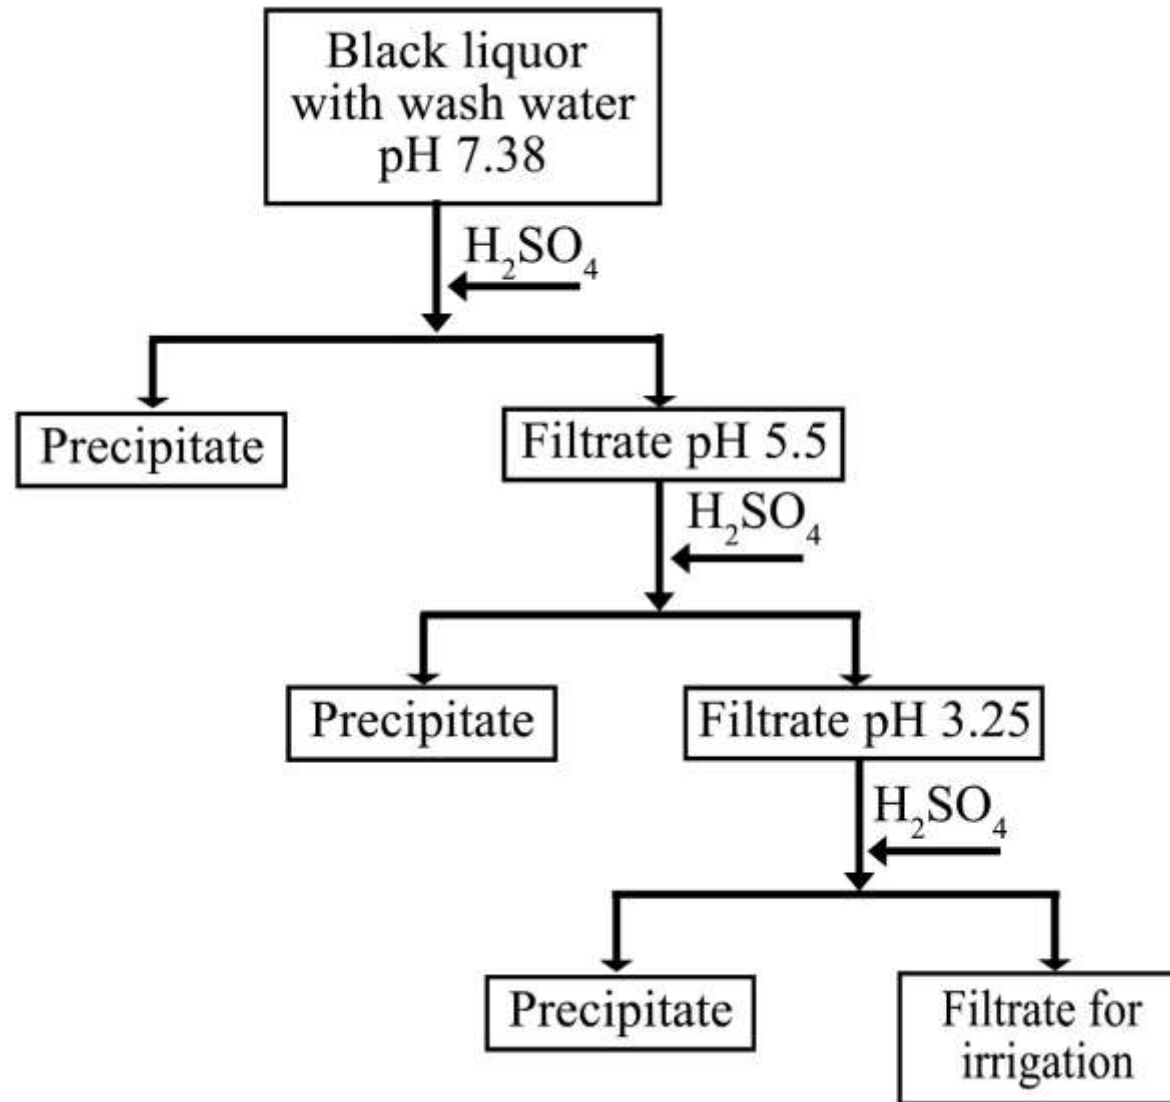 Black liquor
with wash water
pH 7.38
H₂SO₄
Precipitate
Filtrate pH 5.5
H₂SO₄
Precipitate
Filtrate pH 3.25
H₂SO₄
Precipitate
Filtrate for
irrigation